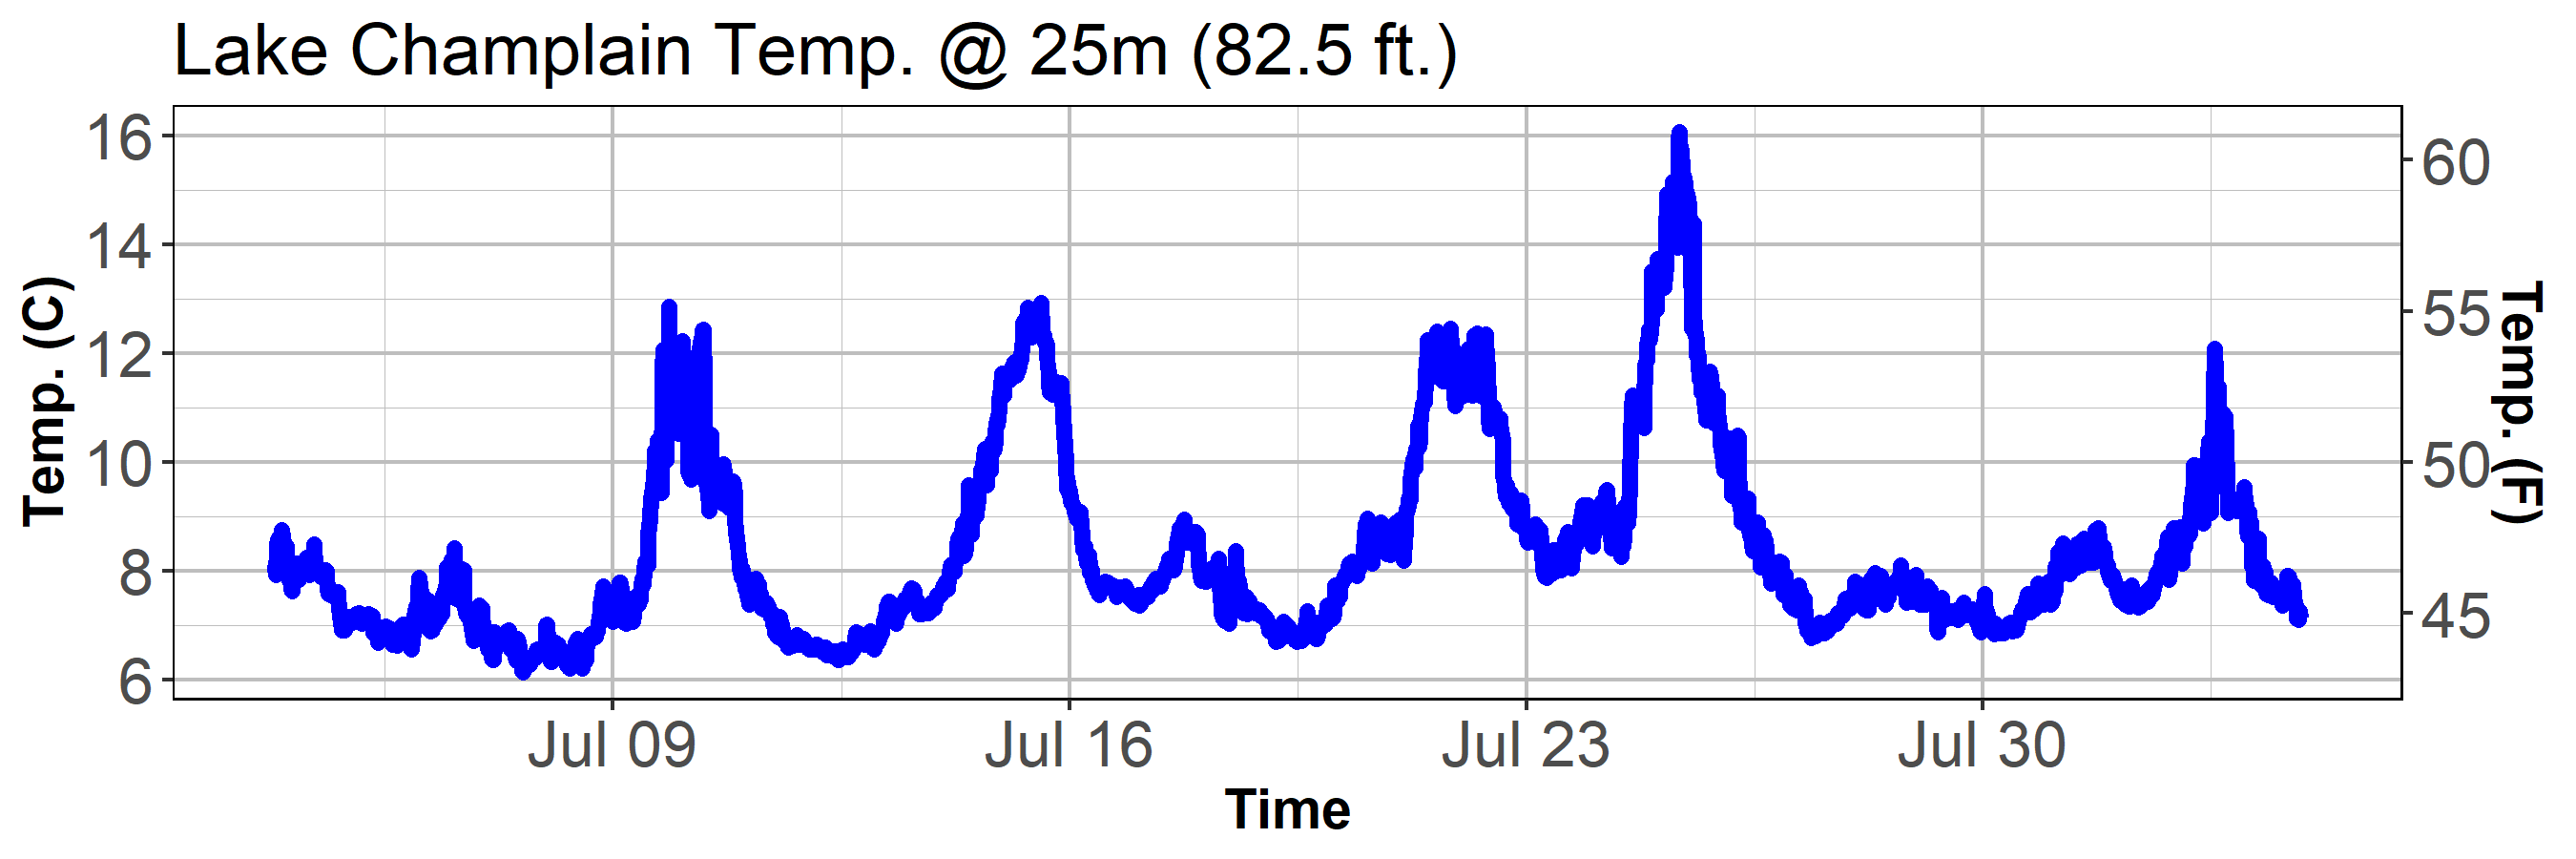 Lake Champlain Temp. @ 25m (82.5 ft.)
Temp. (C)
16
14
12
10
8
6
60
55
50
45
Temp. (F)
Jul 09 Jul 16 Jul 23 Jul 30
Time